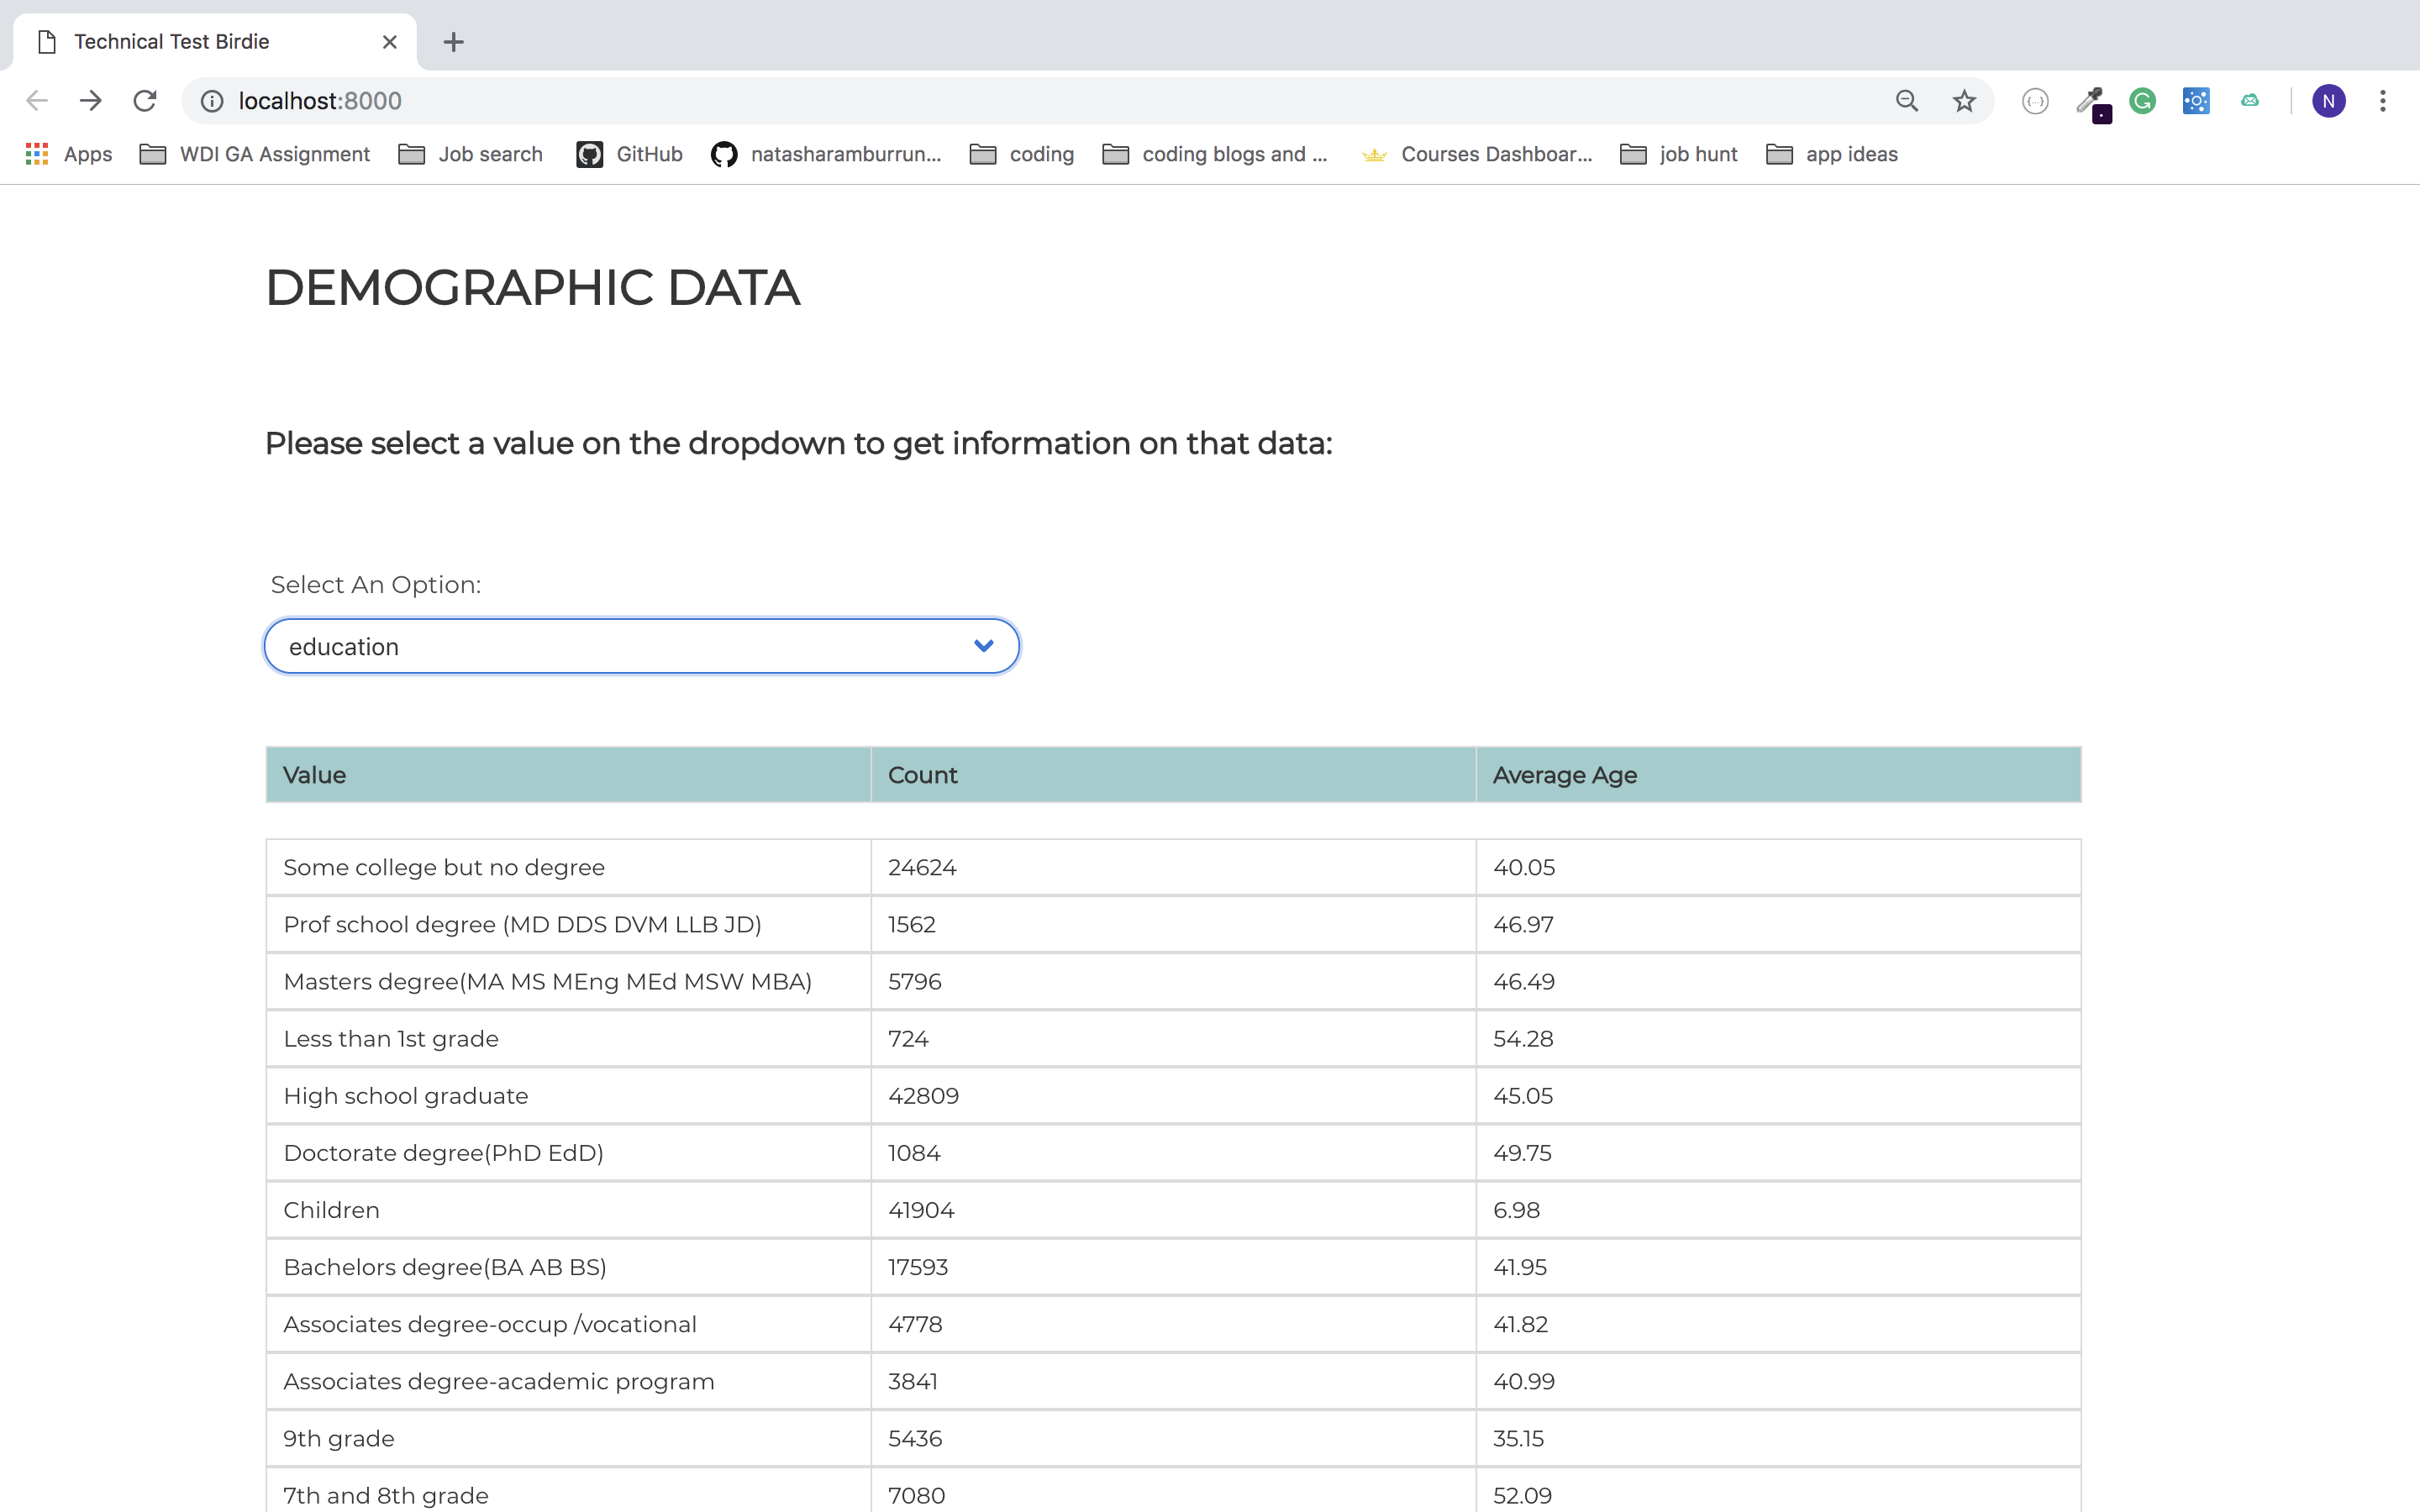 Technical Test Birdie
localhost:8000
N
Apps WDI GA Assignment Job search GitHub natasharamburrun... coding coding blogs and ... Courses Dashboar... job hunt app ideas
DEMOGRAPHIC DATA
Please select a value on the dropdown to get information on that data:
Select An Option:
education
Value Count Average Age
Some college but no degree 24624 40.05
Prof school degree (MD DDS DVM LLB JD) 1562 46.97
Masters degree(MA MS MEng MEd MSW MBA) 5796 46.49
Less than 1st grade 724 54.28
High school graduate 42809 45.05
Doctorate degree(PhD EdD) 1084 49.75
Children 41904 6.98
Bachelors degree(BA AB BS) 17593 41.95
Associates degree-occup /vocational 4778 41.82
Associates degree-academic program 3841 40.99
9th grade 5436 35.15
7th and 8th grade 7080 52.09